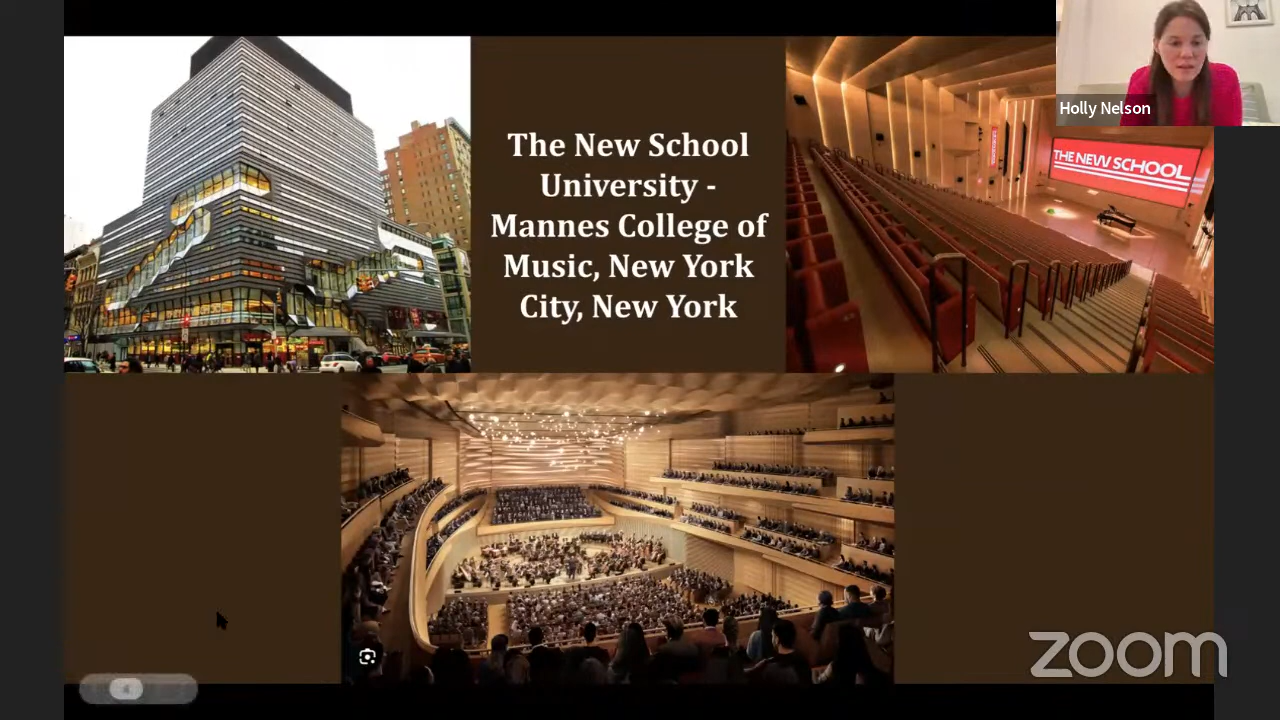 Holly Nelson
The New School
University -
Mannes College of
Music, New York
City, New York
THE NEW SCHOOL
zoom